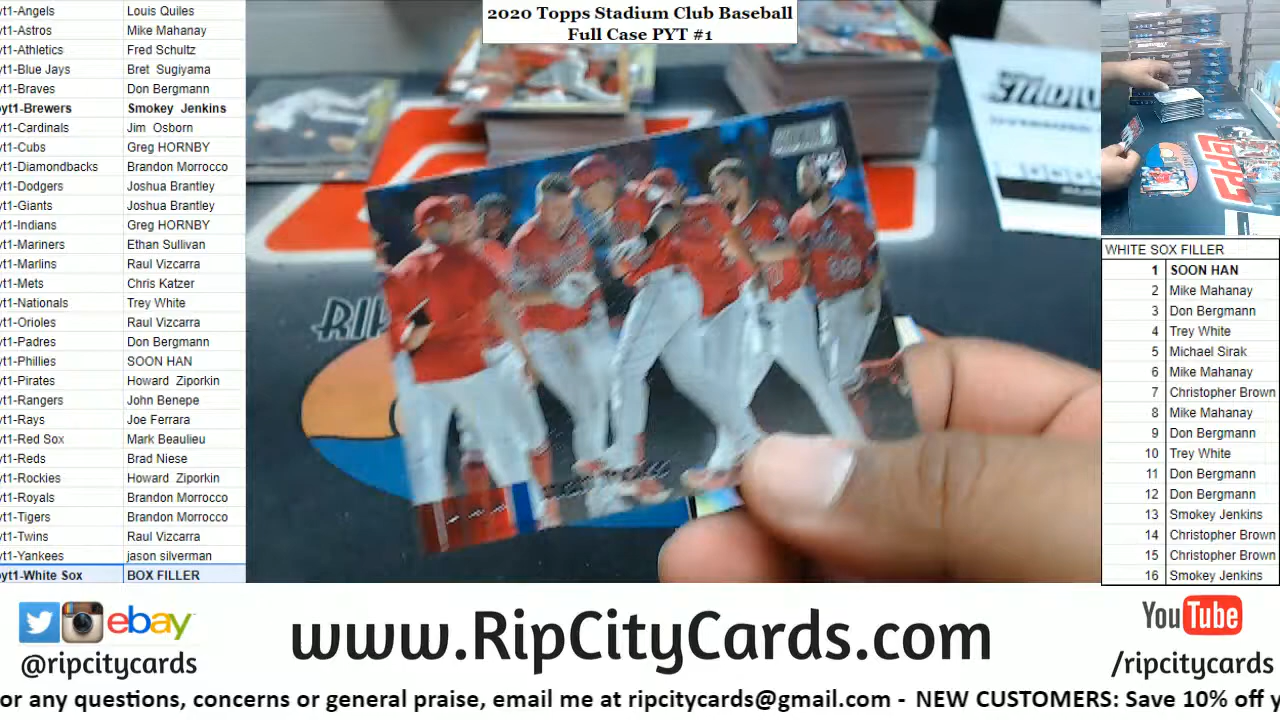 2020 Topps Stadium Club Baseball
Full Case PYT #1
yt1-Angels Louis Quiles
yt1-Astros Mike Mahanay
yt1-Athletics Fred Schultz
yt1-Blue Jays Bret Sugiyama
yt1-Braves Don Bergmann
yt1-Brewers Smokey Jenkins
yt1-Cardinals Jim Osborn
yt1-Cubs Greg HORNBY
yt1-Diamondbacks Brandon Morrocco
yt1-Dodgers Joshua Brantley
yt1-Giants Joshua Brantley
yt1-Indians Greg HORNBY
yt1-Mariners Ethan Sullivan
yt1-Marlins Raul Vizcarra
yt1-Mets Chris Katzer
yt1-Nationals Trey White
yt1-Orioles Raul Vizcarra
yt1-Padres Don Bergmann
yt1-Phillies SOON HAN
yt1-Pirates Howard Ziporkin
yt1-Rangers John Benepe
yt1-Rays Joe Ferrara
yt1-Red Sox Mark Beaulieu
yt1-Reds Brad Niese
yt1-Rockies Howard Ziporkin
yt1-Royals Brandon Morrocco
yt1-Tigers Brandon Morrocco
yt1-Twins Raul Vizcarra
yt1-Yankees jason silverman
yt1-White Sox BOX FILLER
RIP
TOPPS
WHITE SOX FILLER
1 SOON HAN
2 Mike Mahanay
3 Don Bergmann
4 Trey White
5 Michael Sirak
6 Mike Mahanay
7 Christopher Brown
8 Mike Mahanay
9 Don Bergmann
10 Trey White
11 Don Bergmann
12 Don Bergmann
13 Smokey Jenkins
14 Christopher Brown
15 Christopher Brown
16 Smokey Jenkins
ebay
@ripcitycards
www.RipCityCards.com
YouTube
/ripcitycards
or any questions, concerns or general praise, email me at ripcitycards@gmail.com - NEW CUSTOMERS: Save 10% off y